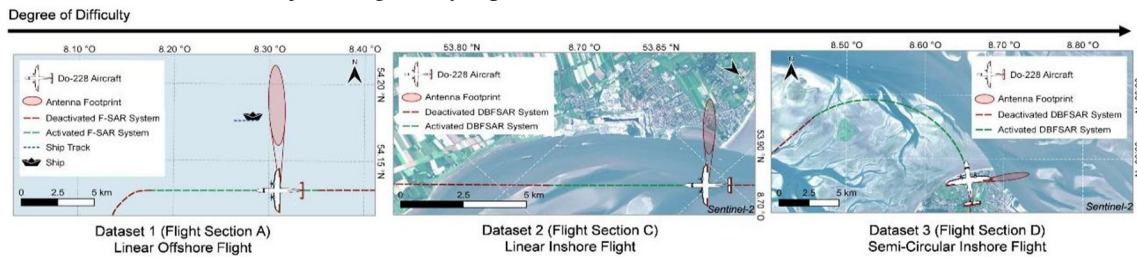 Degree of Difficulty
8.10 °O 8.20 °O 8.30 °O 8.40 °O
Do-228 Aircraft
Antenna Footprint
Deactivated F-SAR System
Activated F-SAR System
Ship Track
Ship
54.20 °N
54.15 °N
0 2.5 5 km
Dataset 1 (Flight Section A)
Linear Offshore Flight
53.80 °N 8.70 °O 53.85 °N
Do-228 Aircraft
Antenna Footprint
Deactivated DBFSAR System
Activated DBFSAR System
53.90 °N
8.70 °O
0 2.5 5 km
Sentinel-2
Dataset 2 (Flight Section C)
Linear Inshore Flight
8.50 °O 8.60 °O 8.70 °O 8.80 °O
Do-228 Aircraft
Antenna Footprint
Deactivated DBFSAR System
Activated DBFSAR System
0 2.5 5 km
Sentinel-2
Dataset 3 (Flight Section D)
Semi-Circular Inshore Flight